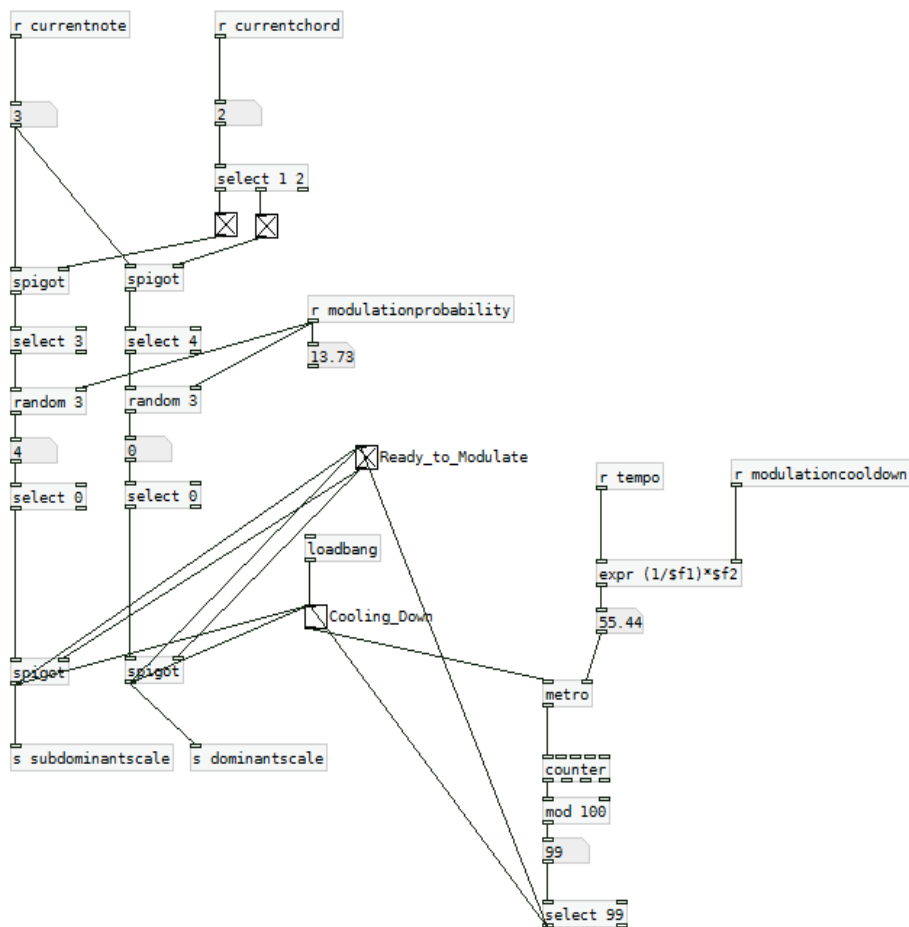 r currentnote
r currentchord
3
2
select 1 2
spigot
spigot
r modulationprobability
select 3
select 4
13.73
random 3
random 3
4
0
Ready_to_Modulate
r tempo
r modulationcooldown
select 0
select 0
loadbang
expr (1/$f1)*$f2
Cooling_Down
55.44
spigot
spigot
metro
s subdominantscale
s dominantscale
counter
mod 100
99
select 99